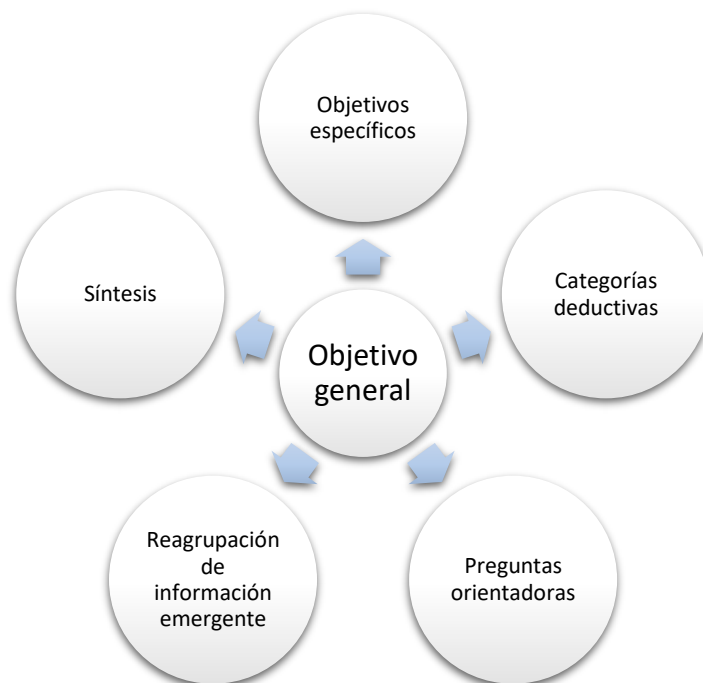 Objetivos
específicos
Síntesis
Categorías
deductivas
Objetivo
general
Reagrupación
de
información
emergente
Preguntas
orientadoras